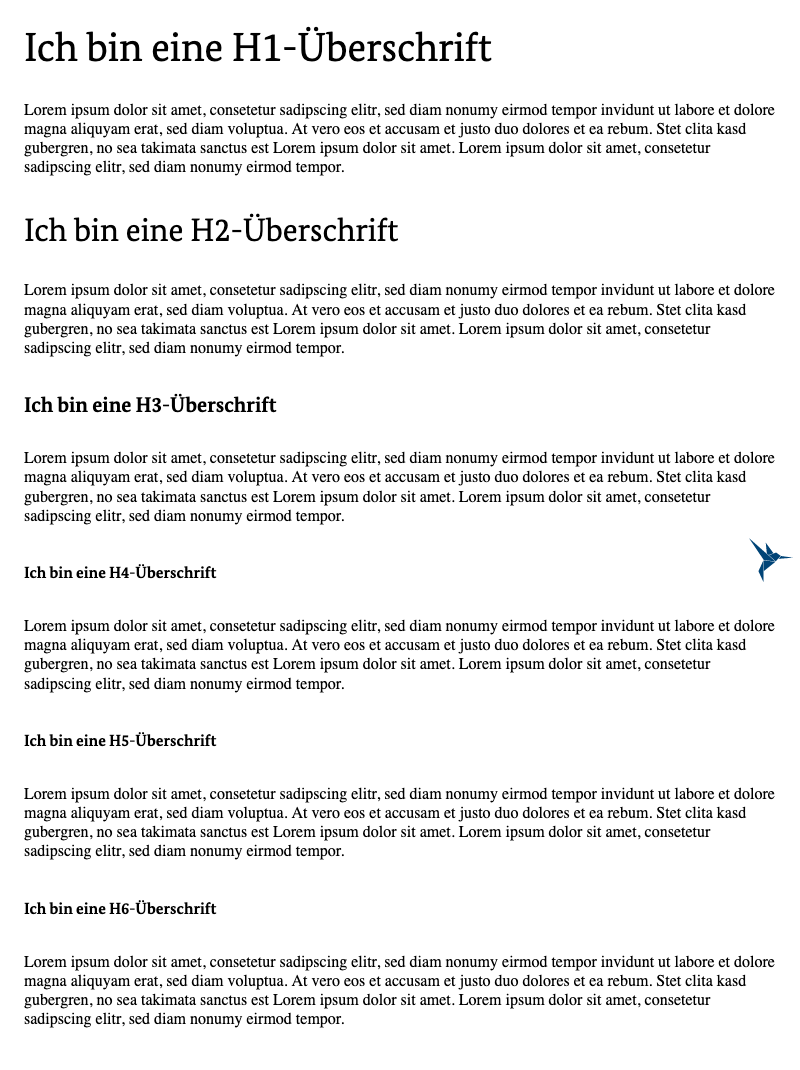 Ich bin eine H1-Überschrift
Lorem ipsum dolor sit amet, consetetur sadipscing elitr, sed diam nonumy eirmod tempor invidunt ut labore et dolore
magna aliquyam erat, sed diam voluptua. At vero eos et accusam et justo duo dolores et ea rebum. Stet clita kasd
gubergren, no sea takimata sanctus est Lorem ipsum dolor sit amet. Lorem ipsum dolor sit amet, consetetur
sadipscing elitr, sed diam nonumy eirmod tempor.
Ich bin eine H2-Überschrift
Lorem ipsum dolor sit amet, consetetur sadipscing elitr, sed diam nonumy eirmod tempor invidunt ut labore et dolore
magna aliquyam erat, sed diam voluptua. At vero eos et accusam et justo duo dolores et ea rebum. Stet clita kasd
gubergren, no sea takimata sanctus est Lorem ipsum dolor sit amet. Lorem ipsum dolor sit amet, consetetur
sadipscing elitr, sed diam nonumy eirmod tempor.
Ich bin eine H3-Überschrift
Lorem ipsum dolor sit amet, consetetur sadipscing elitr, sed diam nonumy eirmod tempor invidunt ut labore et dolore
magna aliquyam erat, sed diam voluptua. At vero eos et accusam et justo duo dolores et ea rebum. Stet clita kasd
gubergren, no sea takimata sanctus est Lorem ipsum dolor sit amet. Lorem ipsum dolor sit amet, consetetur
sadipscing elitr, sed diam nonumy eirmod tempor.
Ich bin eine H4-Überschrift
Lorem ipsum dolor sit amet, consetetur sadipscing elitr, sed diam nonumy eirmod tempor invidunt ut labore et dolore
magna aliquyam erat, sed diam voluptua. At vero eos et accusam et justo duo dolores et ea rebum. Stet clita kasd
gubergren, no sea takimata sanctus est Lorem ipsum dolor sit amet. Lorem ipsum dolor sit amet, consetetur
sadipscing elitr, sed diam nonumy eirmod tempor.
Ich bin eine H5-Überschrift
Lorem ipsum dolor sit amet, consetetur sadipscing elitr, sed diam nonumy eirmod tempor invidunt ut labore et dolore
magna aliquyam erat, sed diam voluptua. At vero eos et accusam et justo duo dolores et ea rebum. Stet clita kasd
gubergren, no sea takimata sanctus est Lorem ipsum dolor sit amet. Lorem ipsum dolor sit amet, consetetur
sadipscing elitr, sed diam nonumy eirmod tempor.
Ich bin eine H6-Überschrift
Lorem ipsum dolor sit amet, consetetur sadipscing elitr, sed diam nonumy eirmod tempor invidunt ut labore et dolore
magna aliquyam erat, sed diam voluptua. At vero eos et accusam et justo duo dolores et ea rebum. Stet clita kasd
gubergren, no sea takimata sanctus est Lorem ipsum dolor sit amet. Lorem ipsum dolor sit amet, consetetur
sadipscing elitr, sed diam nonumy eirmod tempor.